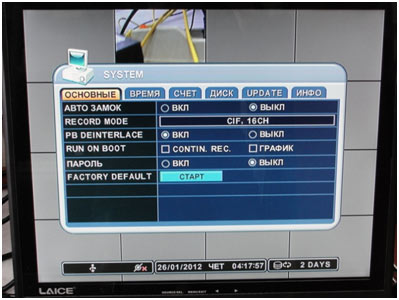 SYSTEM
ОСНОВНЫЕ ВРЕМЯ СЧЕТ ДИСК UPDATE ИНФО
АВТО ЗАМОК ВКЛ ВЫКЛ
RECORD MODE CIF, 16CH
PB DEINTERLACE ВКЛ ВЫКЛ
RUN ON BOOT CONTIN. REC. ГРАФИК
ПАРОЛЬ ВКЛ ВЫКЛ
FACTORY DEFAULT СТАРТ
26/01/2012 ЧЕТ 04:17:57 2 DAYS
LAICE